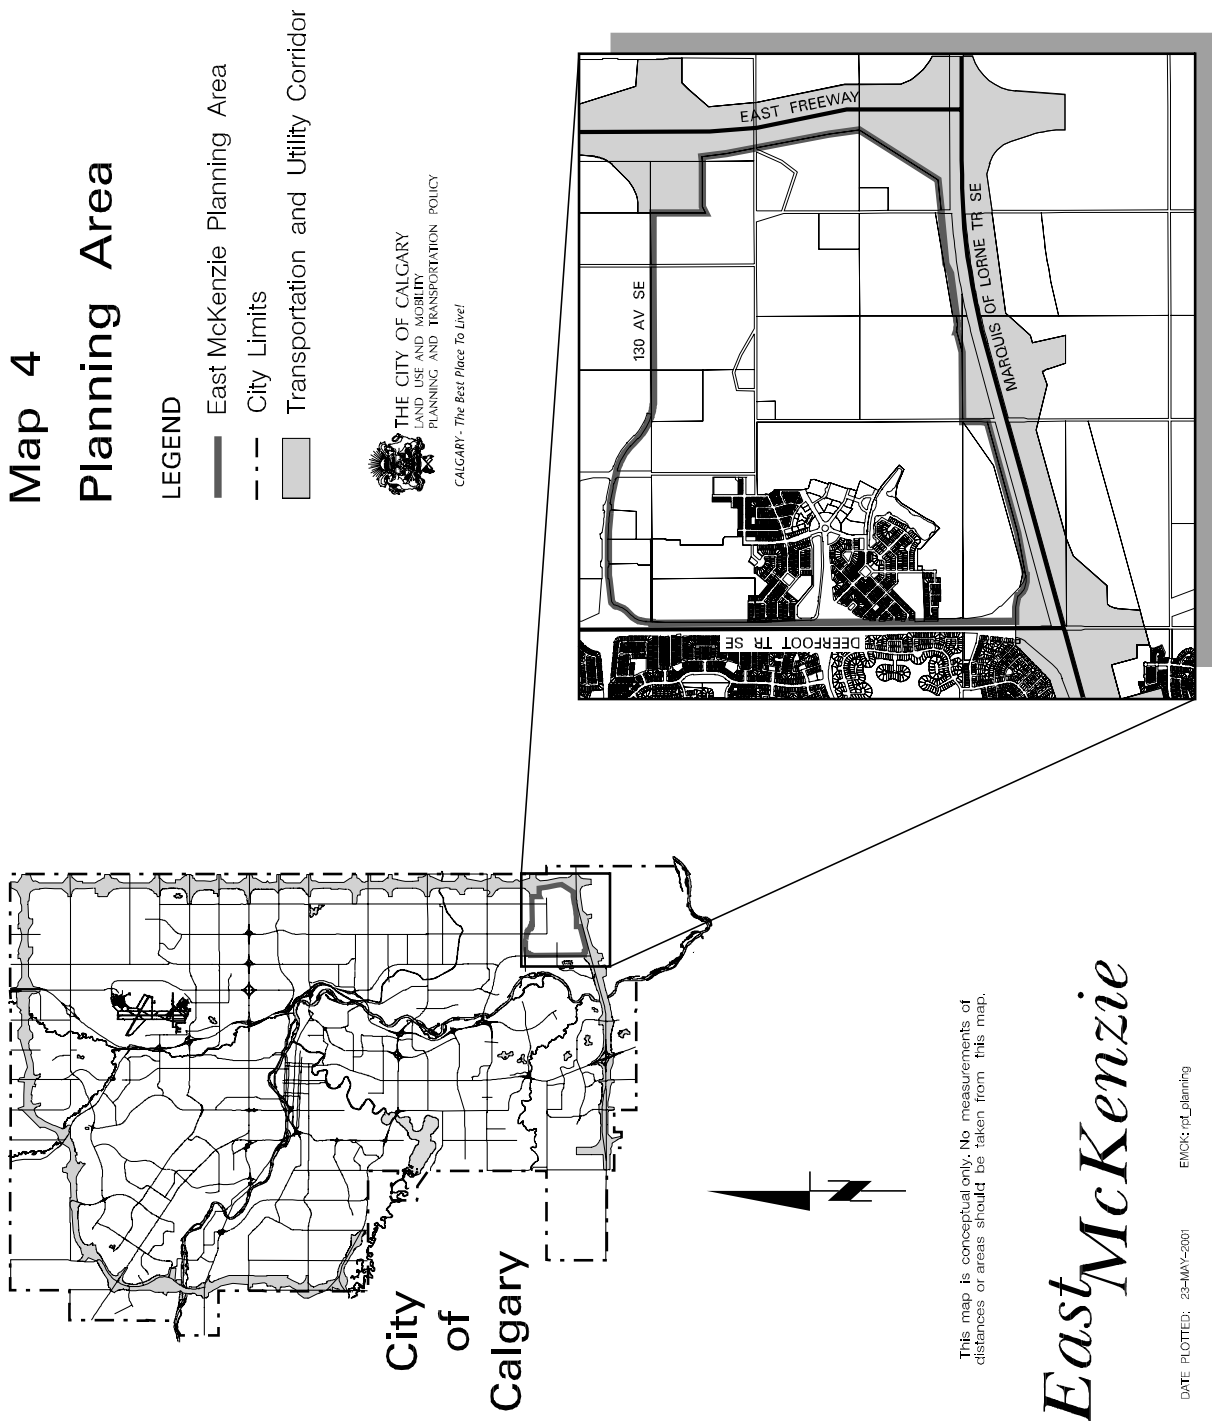 Map 4
Planning Area
LEGEND
East McKenzie Planning Area
City Limits
Transportation and Utility Corridor
THE CITY OF CALGARY
LAND USE AND MOBILITY
PLANNING AND TRANSPORTATION POLICY
CALGARY - The Best Place To Live!
EAST FREEWAY
130 AV SE
MARQUIS OF LORNE TR SE
DEERFOOT TR SE
City
of
Calgary
This map is conceptual only. No measurements of
distances or areas should be taken from this map.
East
McKenzie
DATE PLOTTED: 23-MAY-2001 EMCK: rpt_planning